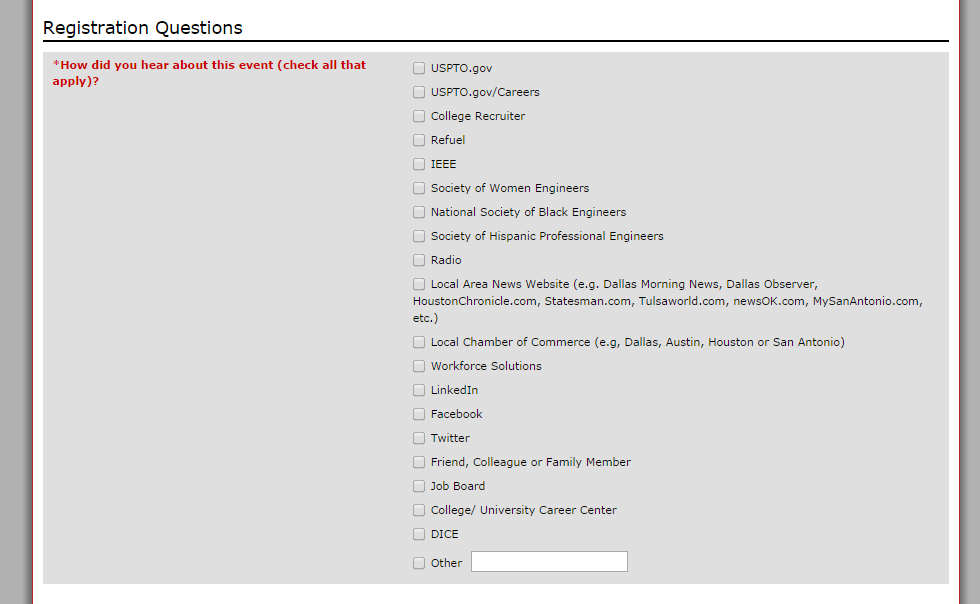 Registration Questions
*How did you hear about this event (check all that
apply)?
USPTO.gov
USPTO.gov/Careers
College Recruiter
Refuel
IEEE
Society of Women Engineers
National Society of Black Engineers
Society of Hispanic Professional Engineers
Radio
Local Area News Website (e.g. Dallas Morning News, Dallas Observer,
HoustonChronicle.com, Statesman.com, Tulsaworld.com, newsOK.com, MySanAntonio.com,
etc.)
Local Chamber of Commerce (e.g, Dallas, Austin, Houston or San Antonio)
Workforce Solutions
LinkedIn
Facebook
Twitter
Friend, Colleague or Family Member
Job Board
College/ University Career Center
DICE
Other